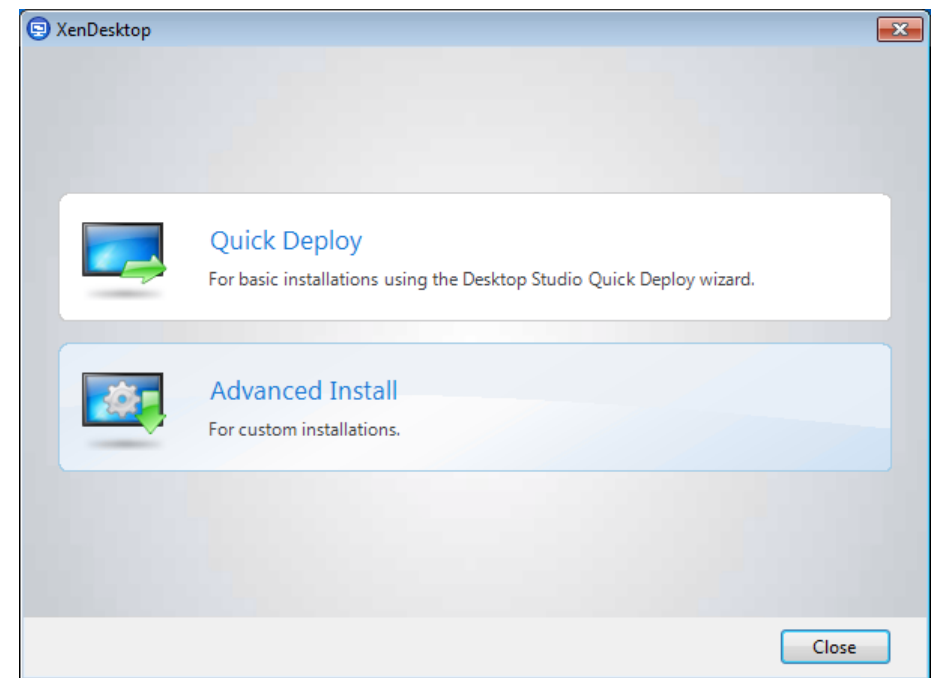 XenDesktop
Quick Deploy
For basic installations using the Desktop Studio Quick Deploy wizard.
Advanced Install
For custom installations.
Close